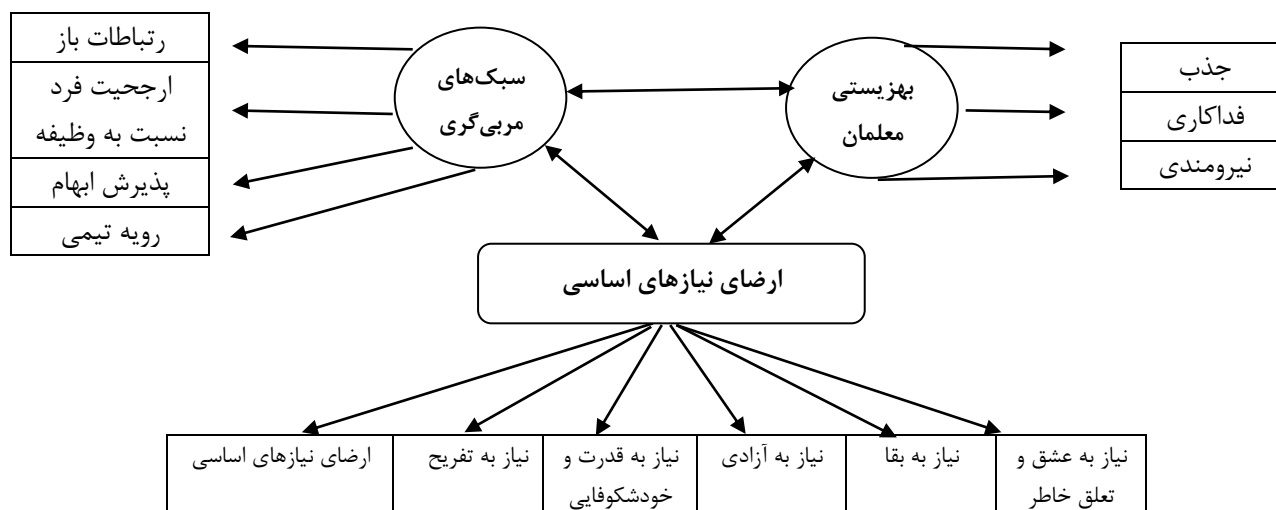 رتباطات باز
ارجحیت فرد
نسبت به وظیفه
پذیرش ابهام
رویه تیمی
سبک‌های
مربی‌گری
بهزیستی
معلمان
جذب
فداکاری
نیرومندی
ارضای نیازهای اساسی
نیاز به عشق و
تعلق خاطر
نیاز به بقا
نیاز به آزادی
نیاز به قدرت و
خودشکوفایی
نیاز به تفریح
ارضای نیازهای اساسی